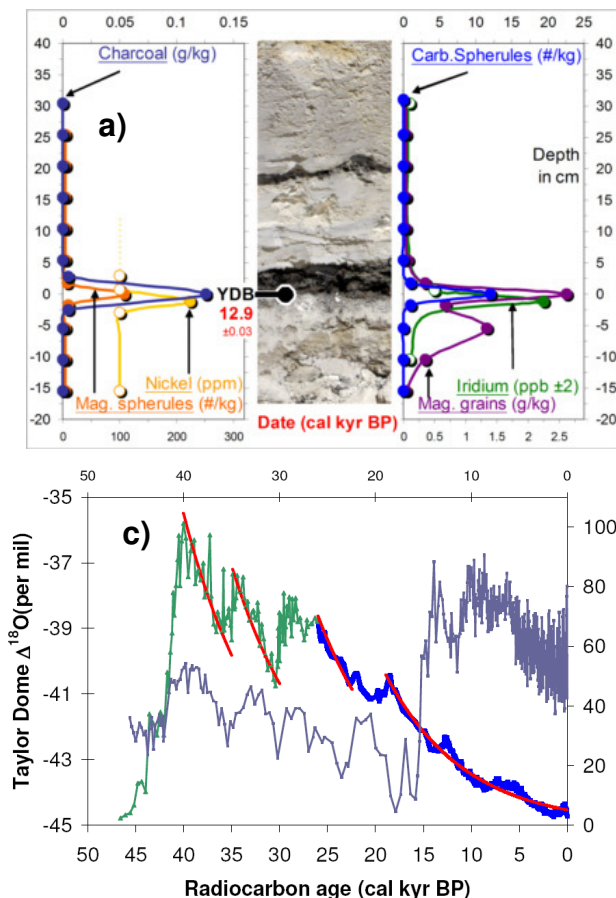 0 0.05 0.1 0.15
0 5 10 15 20
40 Charcoal (g/kg) Carb.Spherules (#/kg) 40
35 35
30 30
a)
25 25
20 Depth 20
15 in cm 15
10 10
5 5
0 YDB 0
12.9
±0.03
-5 -5
-10 -10
Nickel (ppm) Iridium (ppb ±2)
-15 Mag. spherules (#/kg) Mag. grains (g/kg) -15
-20 Date (cal kyr BP) -20
0 100 200 300
0 0.5 1 1.5 2 2.5
50 40 30 20 10 0
-35
c) 100
-37
80
-39
60
-41
40
-43
20
-45 0
Taylor Dome Δ18O(per mil)
50 45 40 35 30 25 20 15 10 5 0
Radiocarbon age (cal kyr BP)